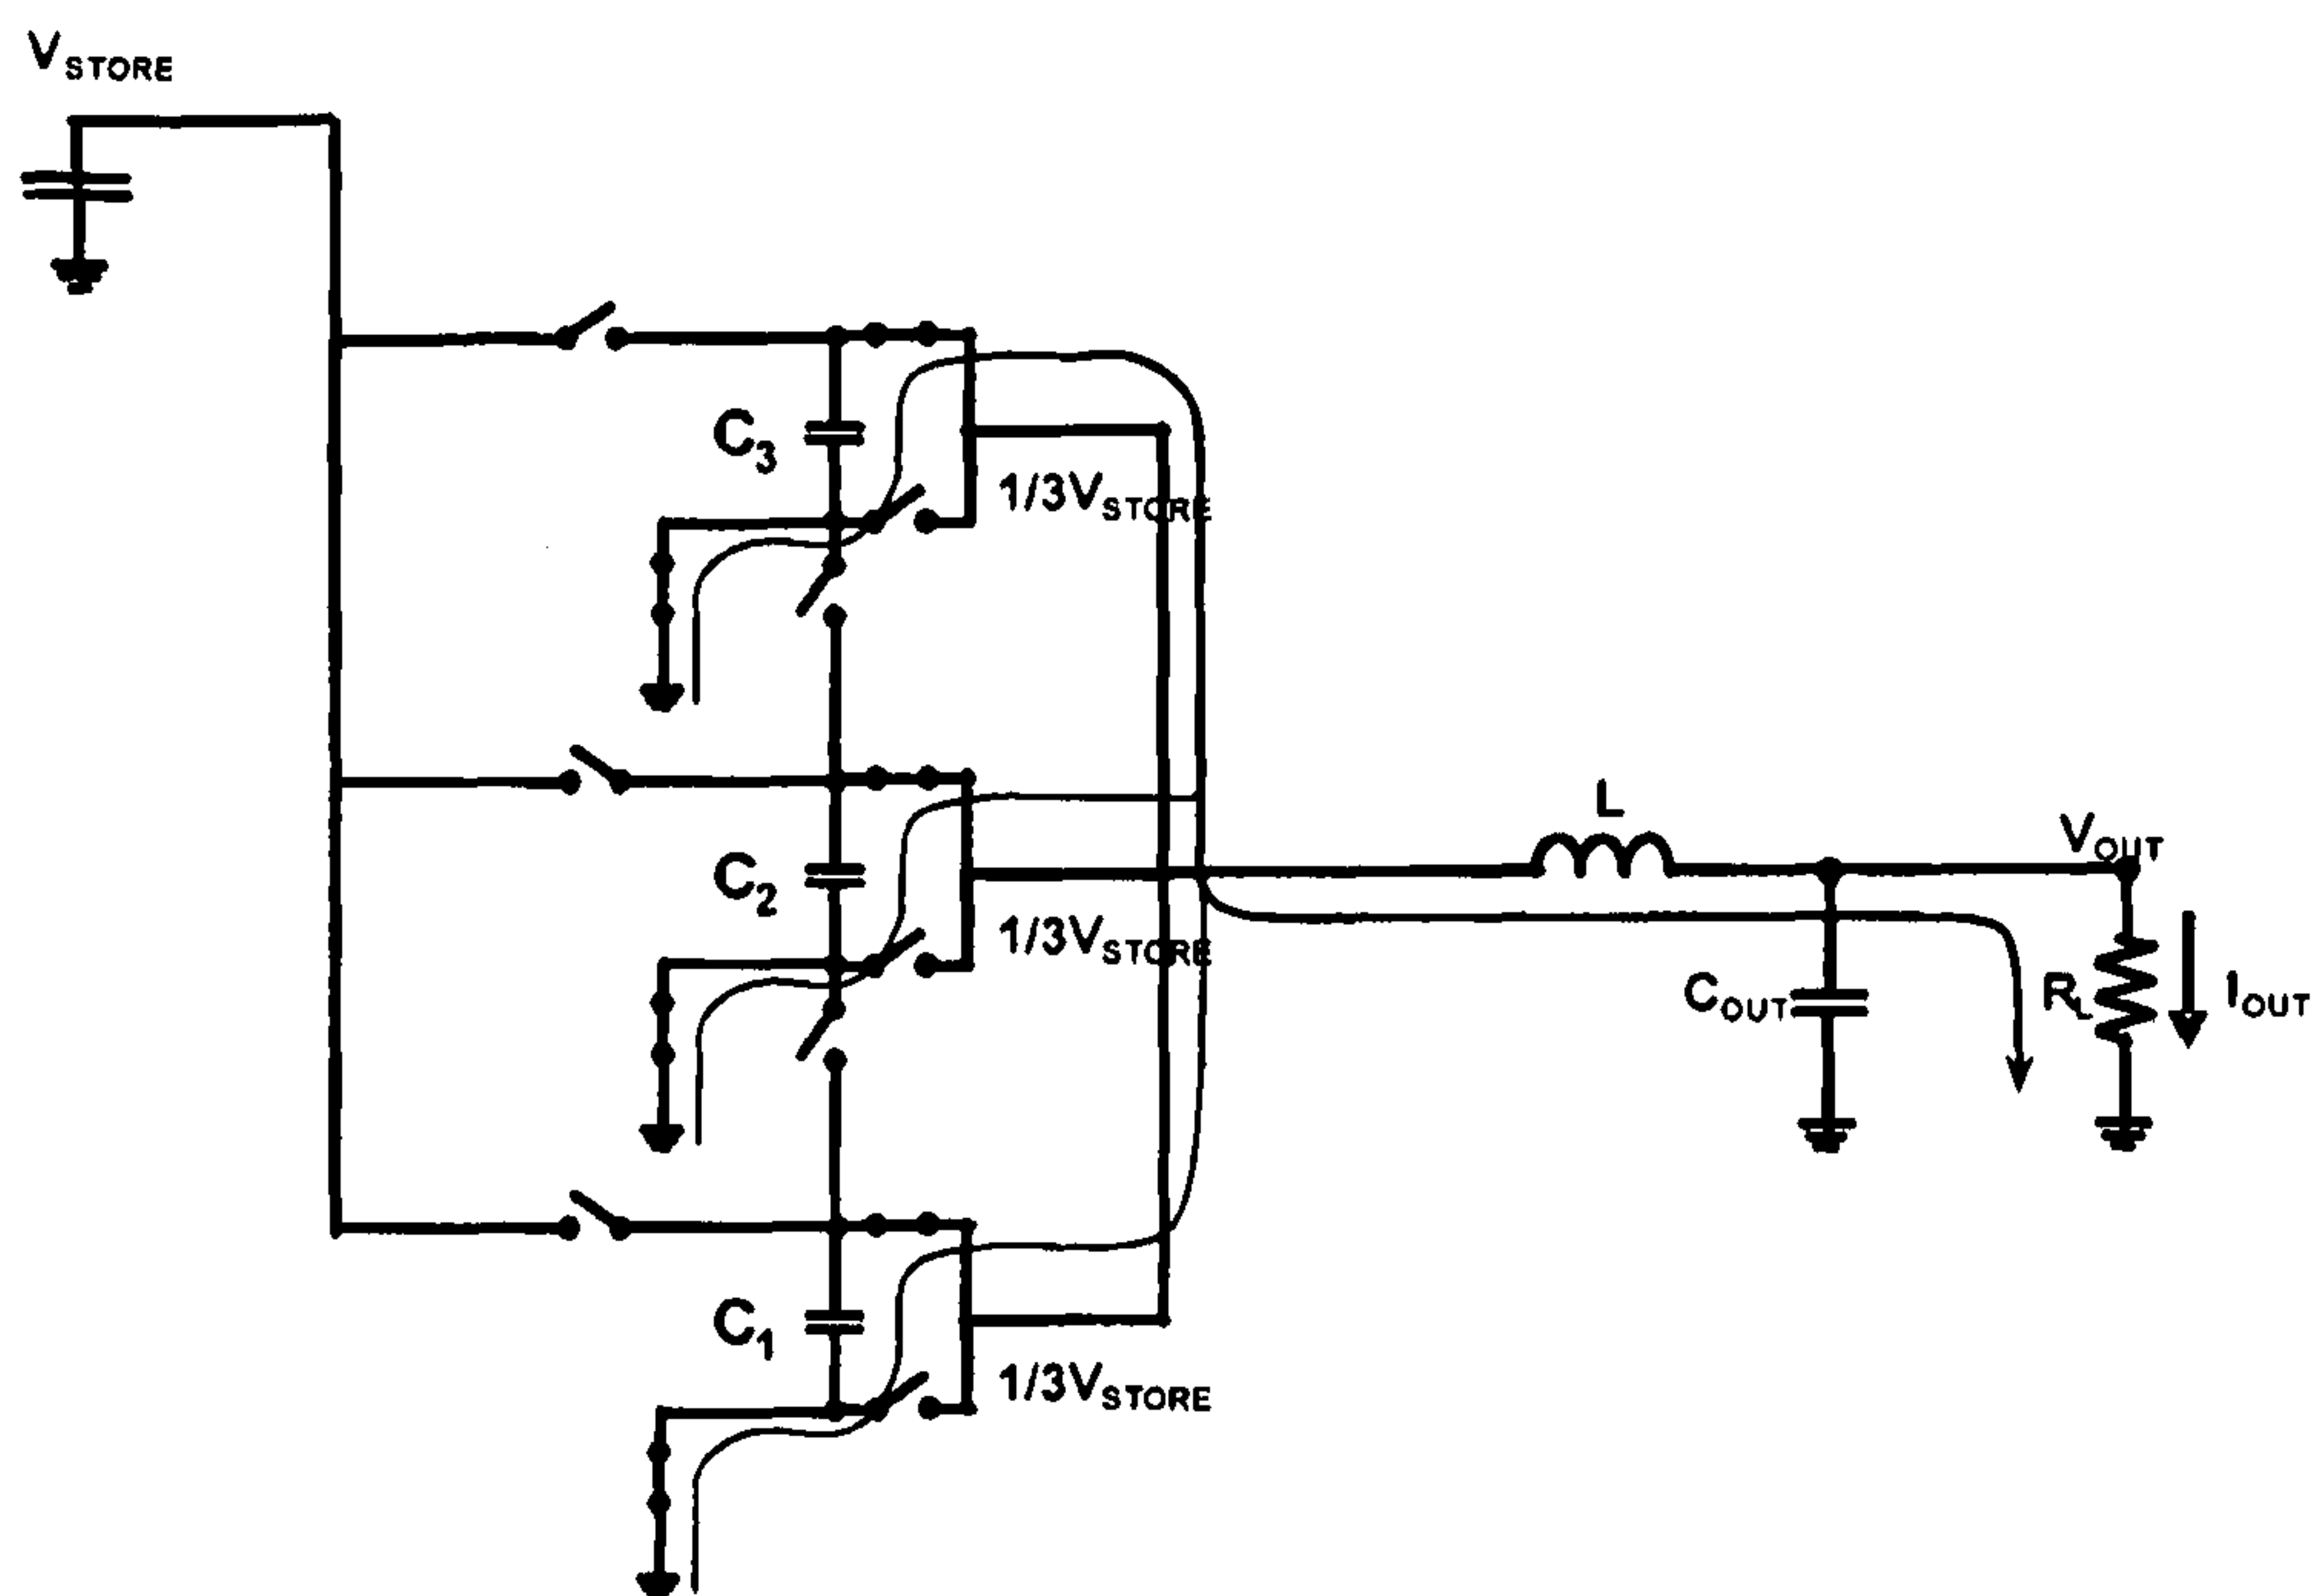 VSTORE
C3
1/3VSTORE
L
VOUT
C2
1/3VSTORE
COUT
RL
IOUT
C1
1/3VSTORE